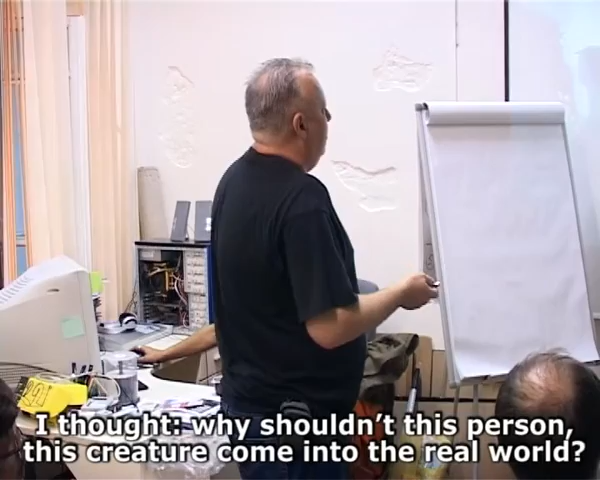 I thought: why shouldn't this person,
this creature come into the real world?